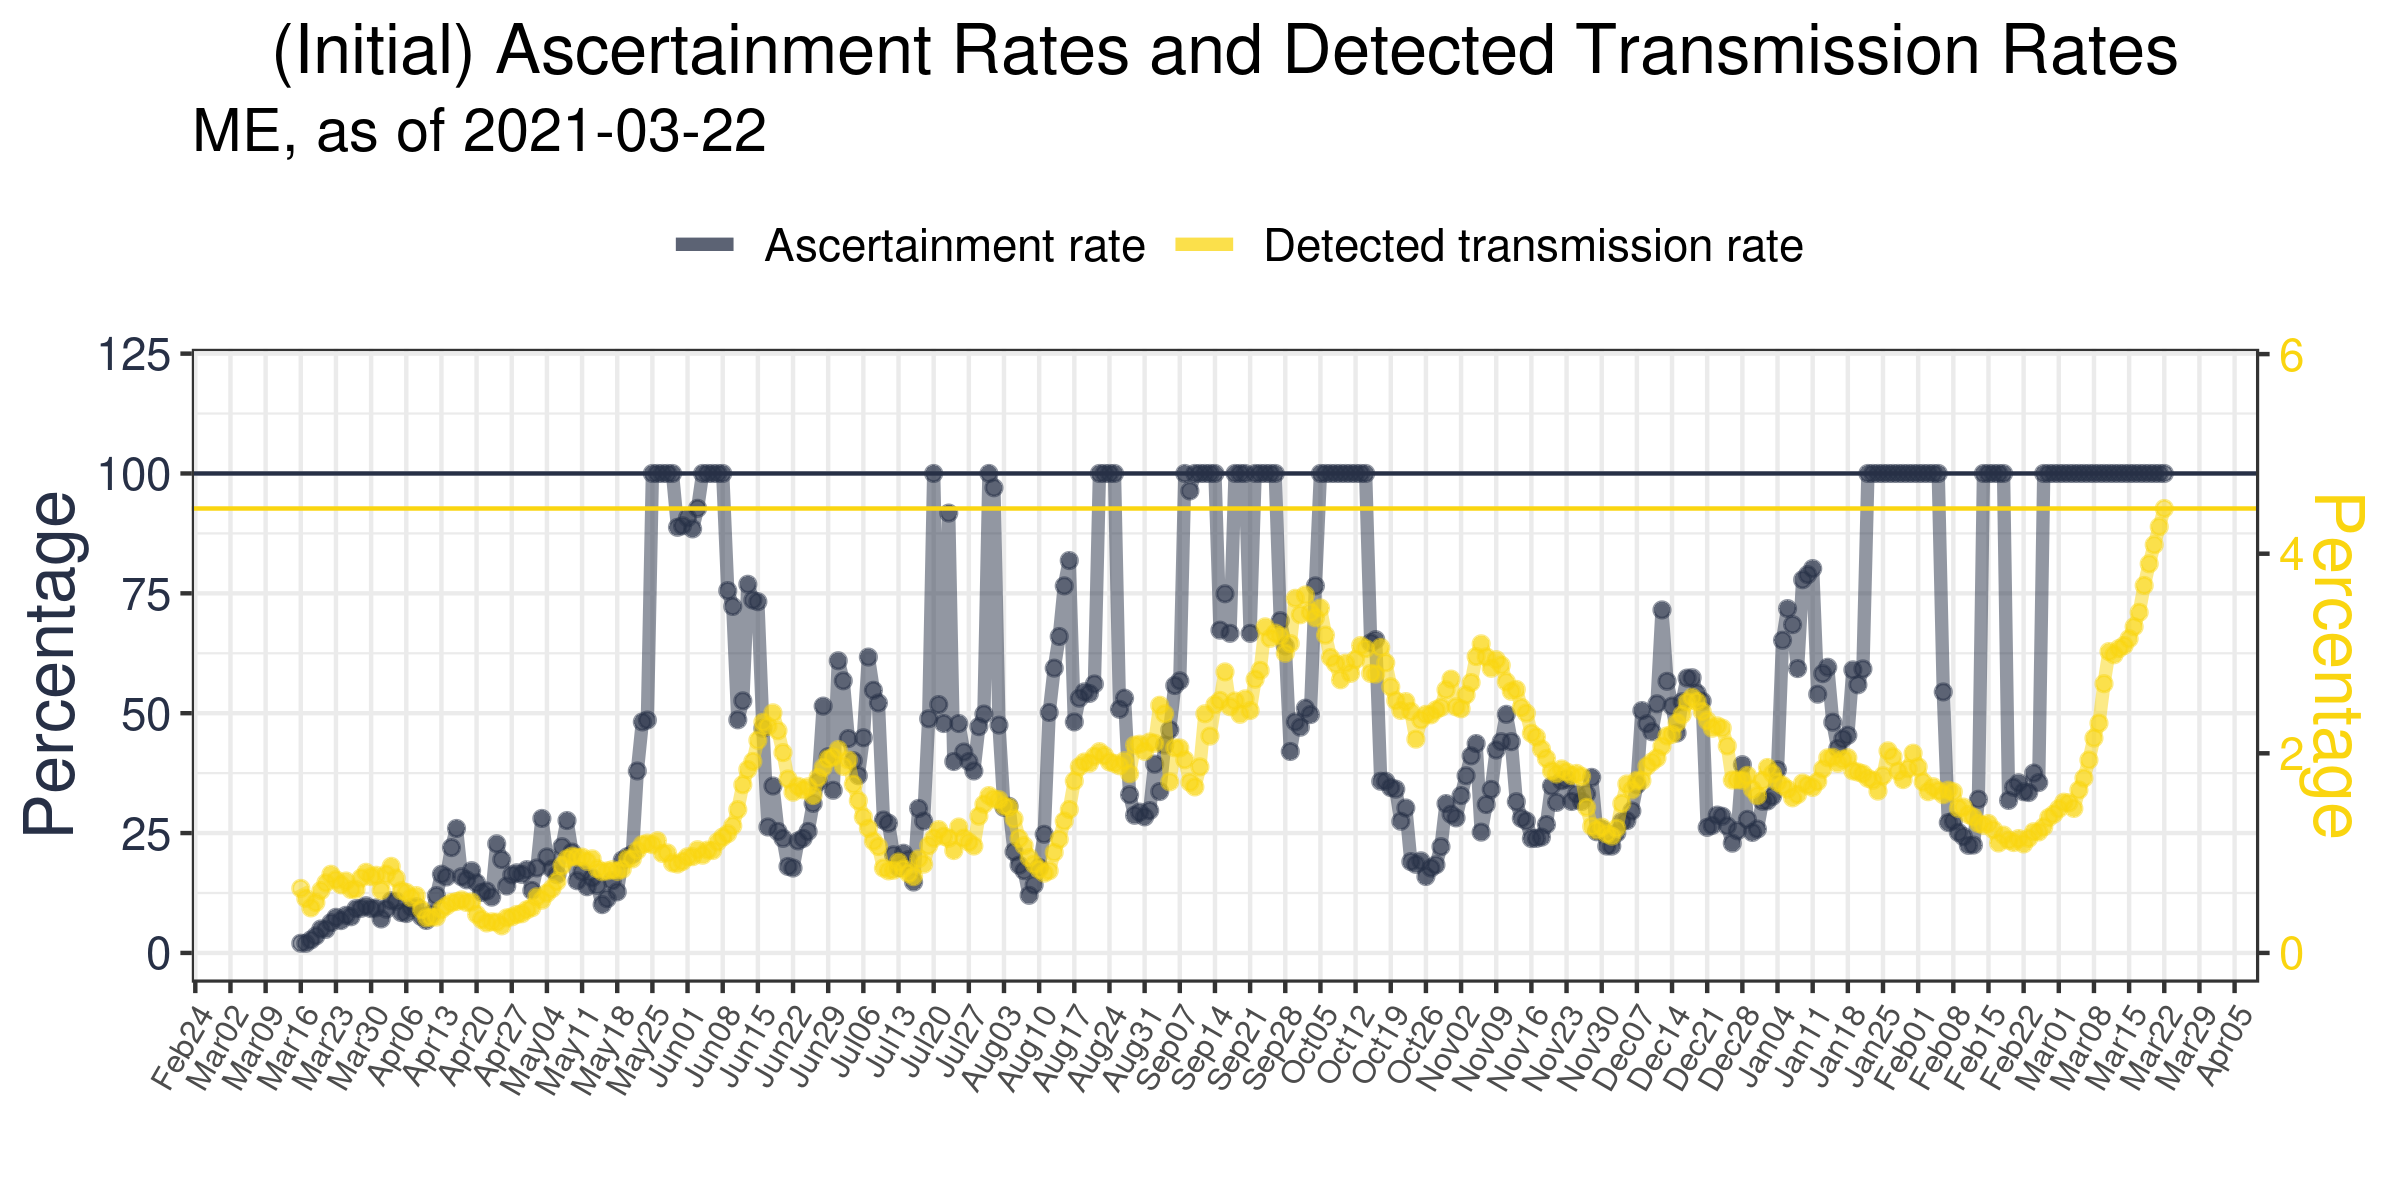 (Initial) Ascertainment Rates and Detected Transmission Rates
ME, as of 2021-03-22
Ascertainment rate Detected transmission rate
125
100
75
50
25
0
Percentage
6
4
2
0
Percentage
Feb24 Mar02 Mar09 Mar16 Mar23 Mar30 Apr06 Apr13 Apr20 Apr27 May04 May11 May18 May25 Jun01 Jun08 Jun15 Jun22 Jun29 Jul06 Jul13 Jul20 Jul27 Aug03 Aug10 Aug17 Aug24 Aug31 Sep07 Sep14 Sep21 Sep28 Oct05 Oct12 Oct19 Oct26 Nov02 Nov09 Nov16 Nov23 Nov30 Dec07 Dec14 Dec21 Dec28 Jan04 Jan11 Jan18 Jan25 Feb01 Feb08 Feb15 Feb22 Mar01 Mar08 Mar15 Mar22 Mar29 Apr05